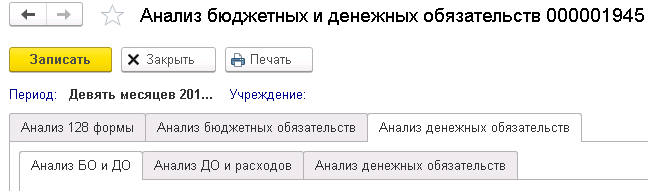 Анализ бюджетных и денежных обязательств 000001945
Записать Закрыть Печать
Период: Девять месяцев 201... Учреждение:
Анализ 128 формы Анализ бюджетных обязательств Анализ денежных обязательств
Анализ БО и ДО Анализ ДО и расходов Анализ денежных обязательств